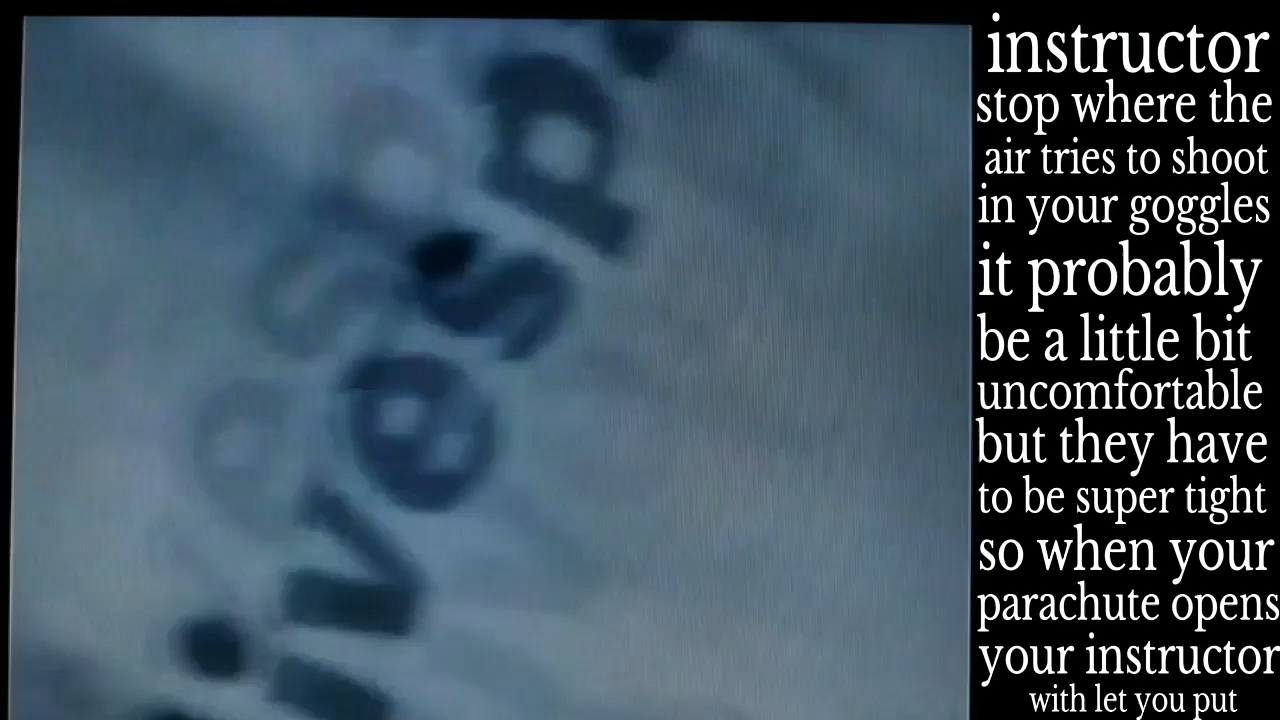 instructor
stop where the
air tries to shoot
in your goggles
it probably
be a little bit
uncomfortable
but they have
to be super tight
so when your
parachute opens
your instructor
with let you put